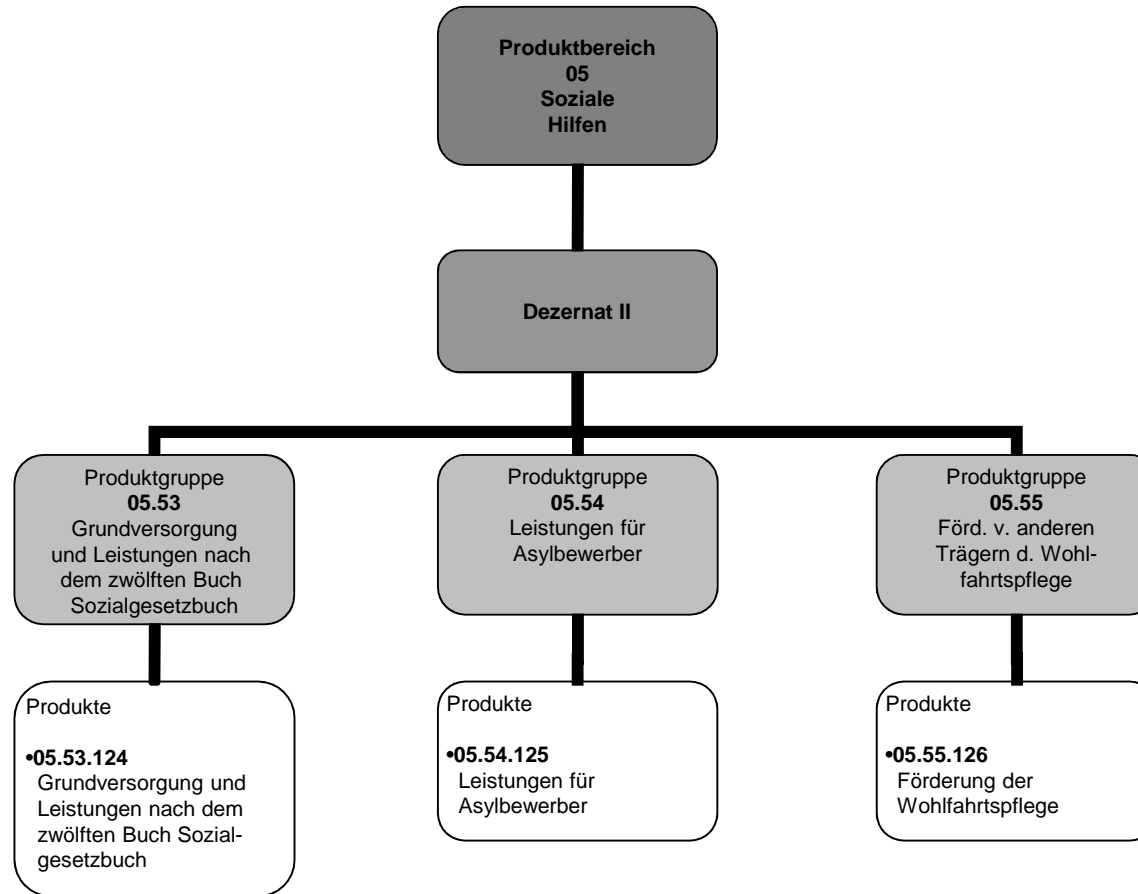 Produktbereich
05
Soziale
Hilfen
Dezernat II
Produktgruppe
05.53
Grundversorgung
und Leistungen nach
dem zwölften Buch
Sozialgesetzbuch
Produktgruppe
05.54
Leistungen für
Asylbewerber
Produktgruppe
05.55
Förd. v. anderen
Trägern d. Wohl-
fahrtspflege
Produkte
•05.53.124
Grundversorgung und
Leistungen nach dem
zwölften Buch Sozial-
gesetzbuch
Produkte
•05.54.125
Leistungen für
Asylbewerber
Produkte
•05.55.126
Förderung der
Wohlfahrtspflege